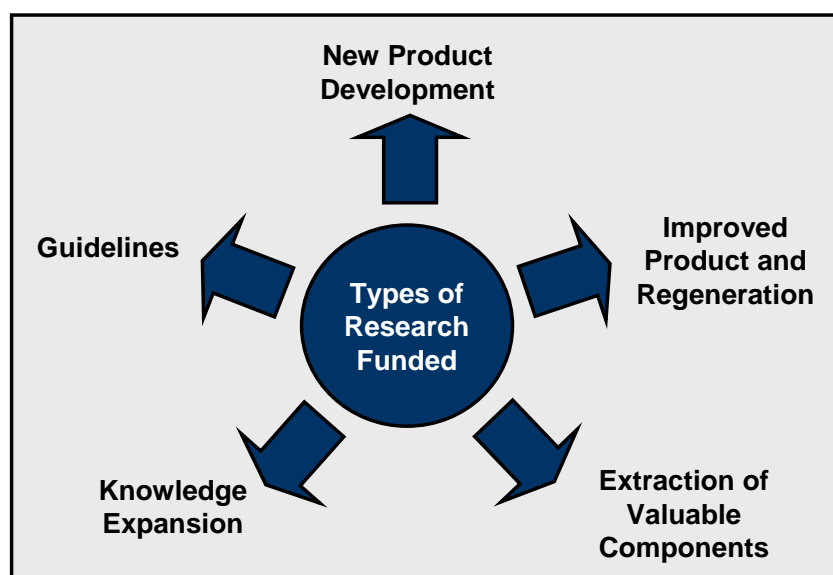 New Product
Development
Guidelines
Improved
Product and
Regeneration
Types of
Research
Funded
Knowledge
Expansion
Extraction of
Valuable
Components